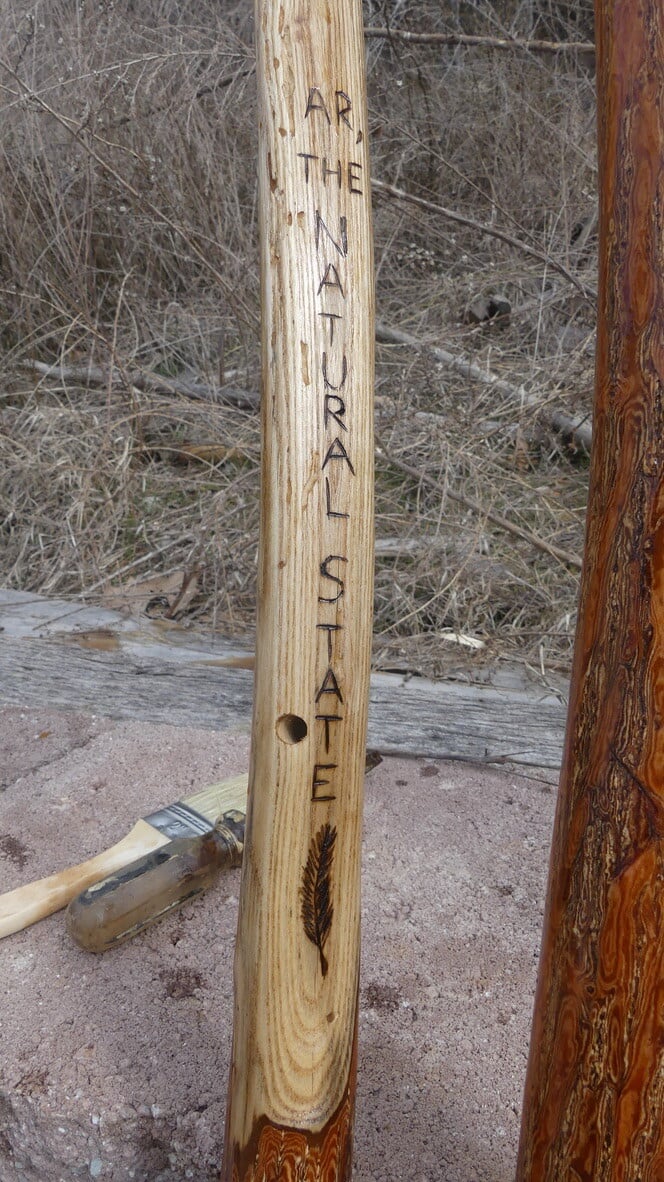 AR,
THE
NATURAL
STATE